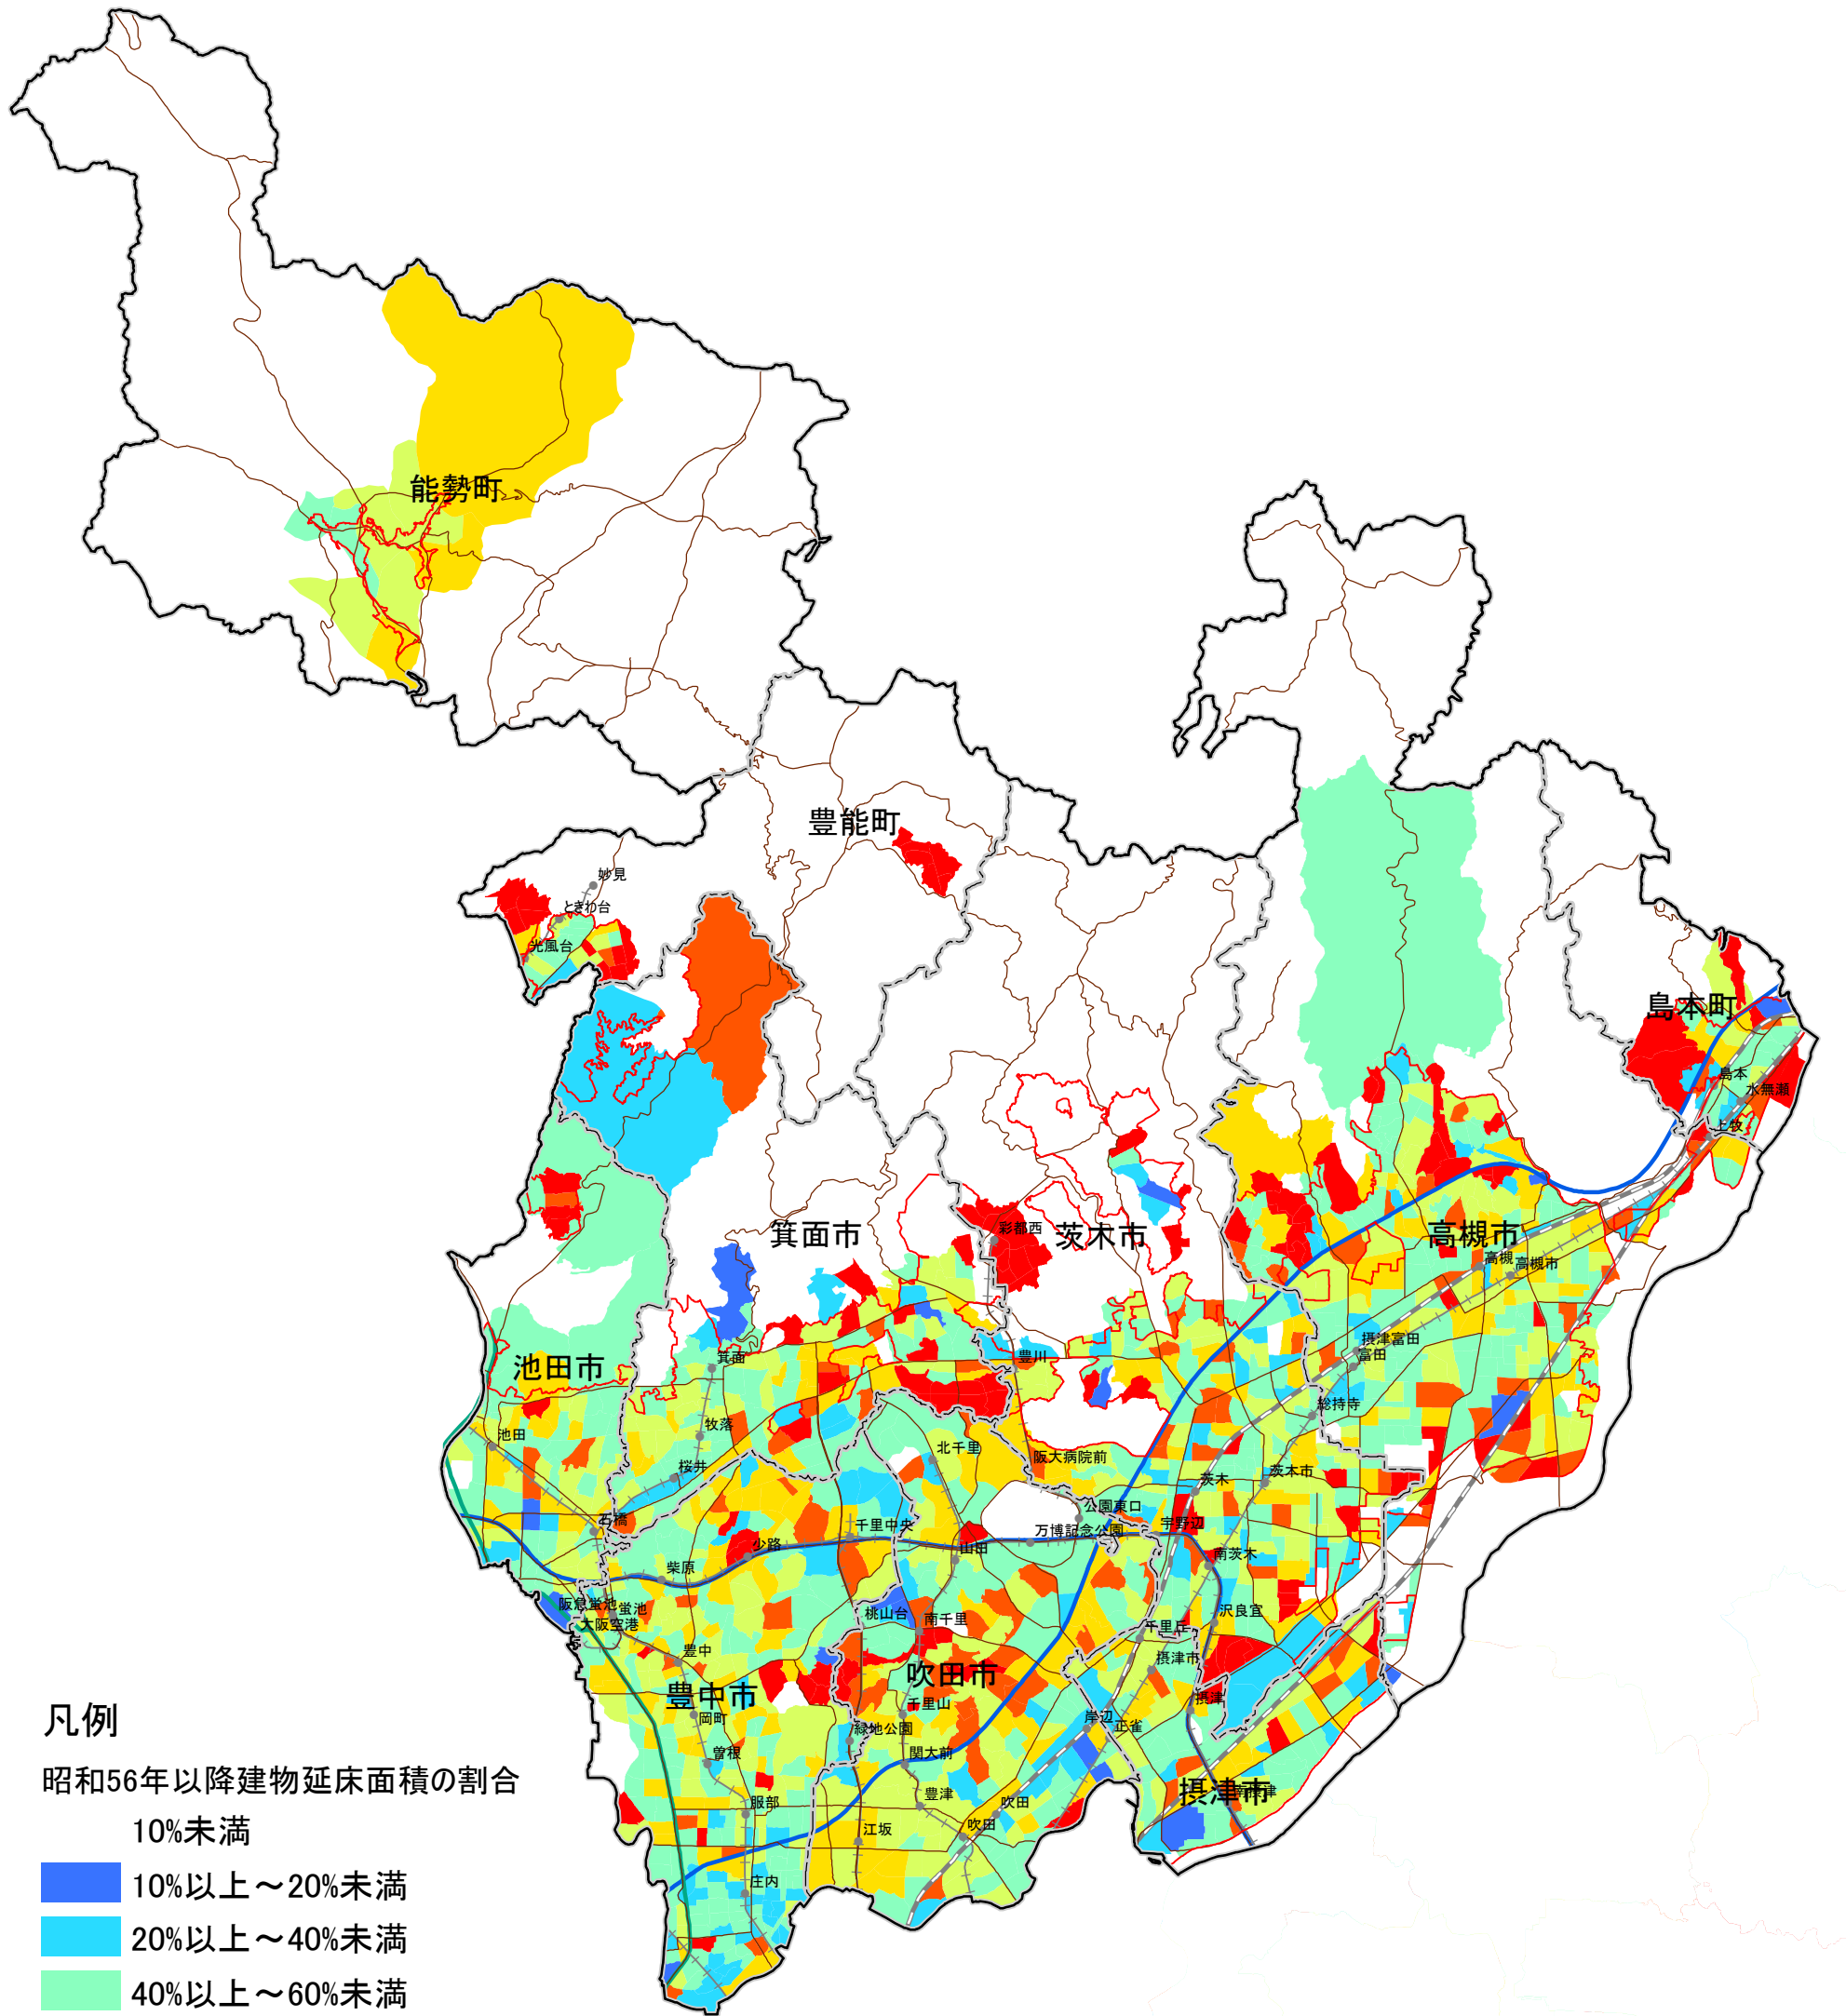 能勢町
豊能町
妙見
ときわ台
光風台
島本町
島本
水無瀬
上牧
箕面市
彩都西
茨木市
高槻市
高槻
高槻市
池田市
箕面
豊川
摂津富田
富田
牧落
総持寺
池田
桜井
北千里
阪大病院前
茨木
茨木市
公園東口
石橋
千里中央
万博記念公園
宇野辺
少路
山田
南茨木
柴原
阪急蛍池
蛍池
大阪空港
桃山台
南千里
沢良宜
千里丘
豊中
摂津市
吹田市
豊中市
千里山
摂津
岡町
緑地公園
岸辺
正雀
曽根
関大前
摂津市
南摂津
豊津
服部
吹田
江坂
吹田
庄内
凡例
昭和56年以降建物延床面積の割合
10%未満
10%以上～20%未満
20%以上～40%未満
40%以上～60%未満